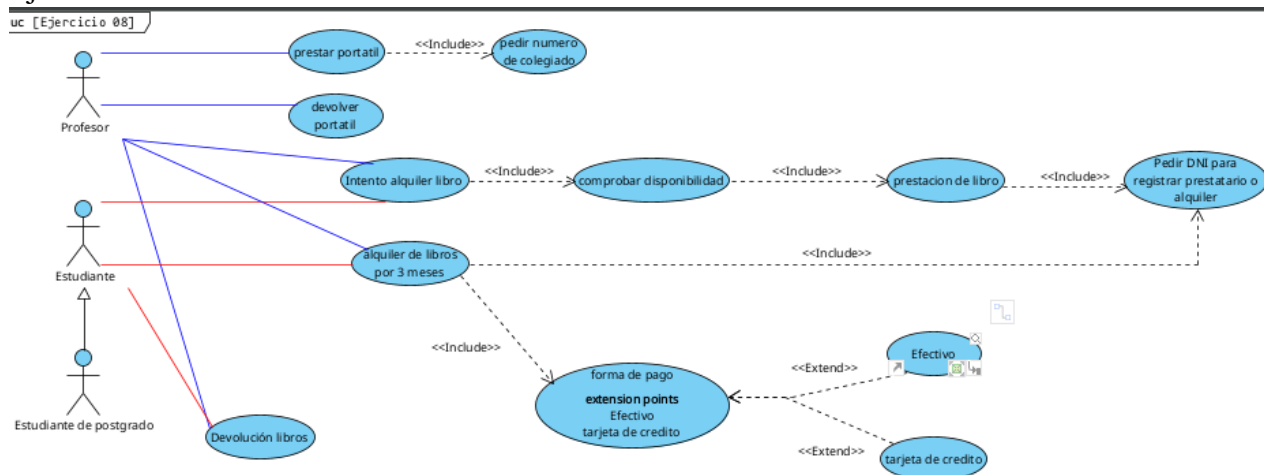 uc [Ejercicio 08]
prestar portatil
<<Include>>
pedir numero
de colegiado
Profesor
devolver
portatil
Intento alquiler libro
<<Include>>
comprobar disponibilidad
<<Include>>
prestacion de libro
<<Include>>
Pedir DNI para
registrar prestatario o
alquiler
Estudiante
alquiler de libros
por 3 meses
<<Include>>
<<Include>>
forma de pago
extension points
Efectivo
tarjeta de credito
<<Extend>>
Efectivo
<<Extend>>
tarjeta de credito
Estudiante de postgrado
Devolución libros